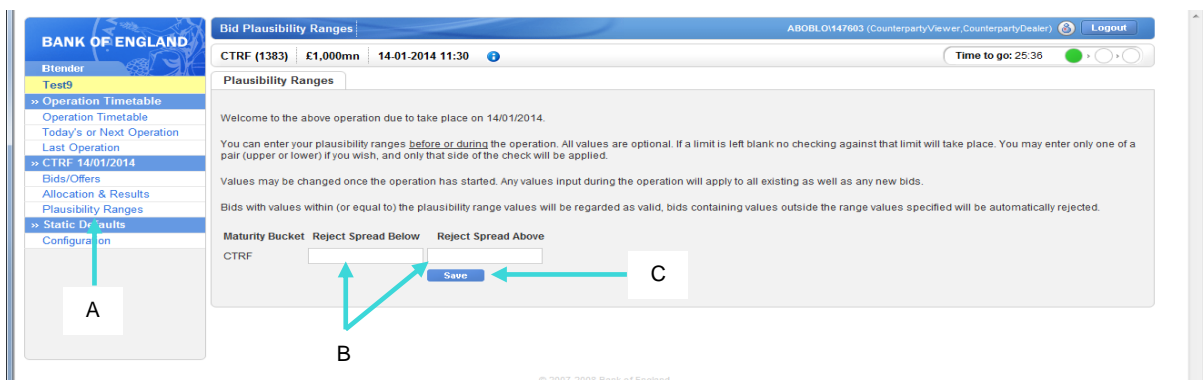 BANK OF ENGLAND
Btender
Test9
» Operation Timetable
Operation Timetable
Today's or Next Operation
Last Operation
» CTRF 14/01/2014
Bids/Offers
Allocation & Results
Plausibility Ranges
» Static Defaults
Configuration
A
Bid Plausibility Ranges
ABOBLO\147603 (CounterpartyViewer,CounterpartyDealer) Logout
CTRF (1383) £1,000mn 14-01-2014 11:30 Time to go: 25:36
Plausibility Ranges
Welcome to the above operation due to take place on 14/01/2014.
You can enter your plausibility ranges before or during the operation. All values are optional. If a limit is left blank no checking against that limit will take place. You may enter only one of a
pair (upper or lower) if you wish, and only that side of the check will be applied.
Values may be changed once the operation has started. Any values input during the operation will apply to all existing as well as any new bids.
Bids with values within (or equal to) the plausibility range values will be regarded as valid, bids containing values outside the range values specified will be automatically rejected.
Maturity Bucket Reject Spread Below Reject Spread Above
CTRF
Save
C
B
© 2007-2008 Bank of England